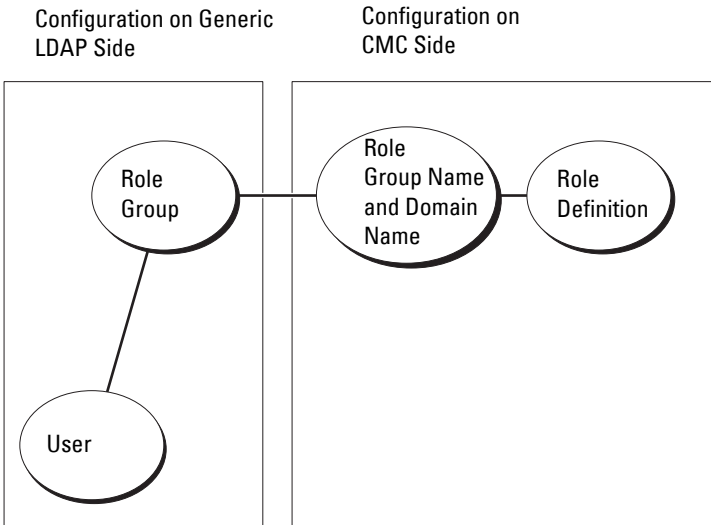 Configuration on Generic
LDAP Side
Configuration on
CMC Side
Role
Group
Role
Group Name
and Domain
Name
Role
Definition
User